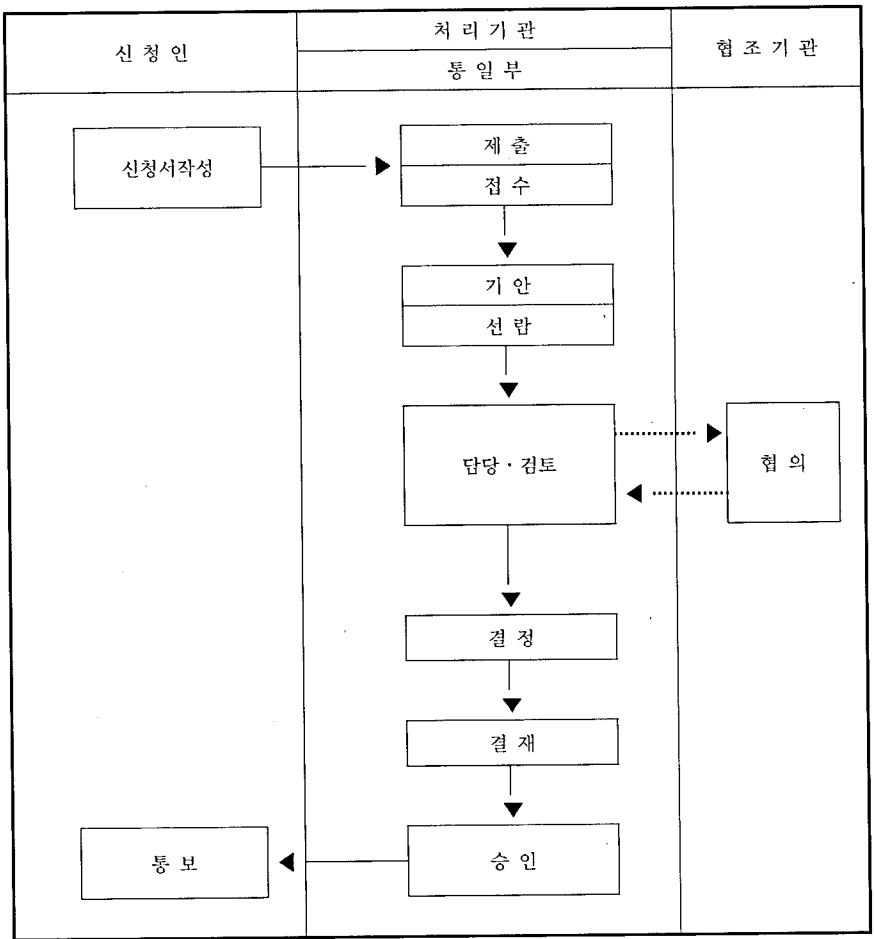 신 청 인
처 리 기 관
통 일 부
협 조 기 관
신청서작성
제 출
접 수
기 안
선 람
담당 · 검토
협 의
결 정
결 재
통 보
승 인